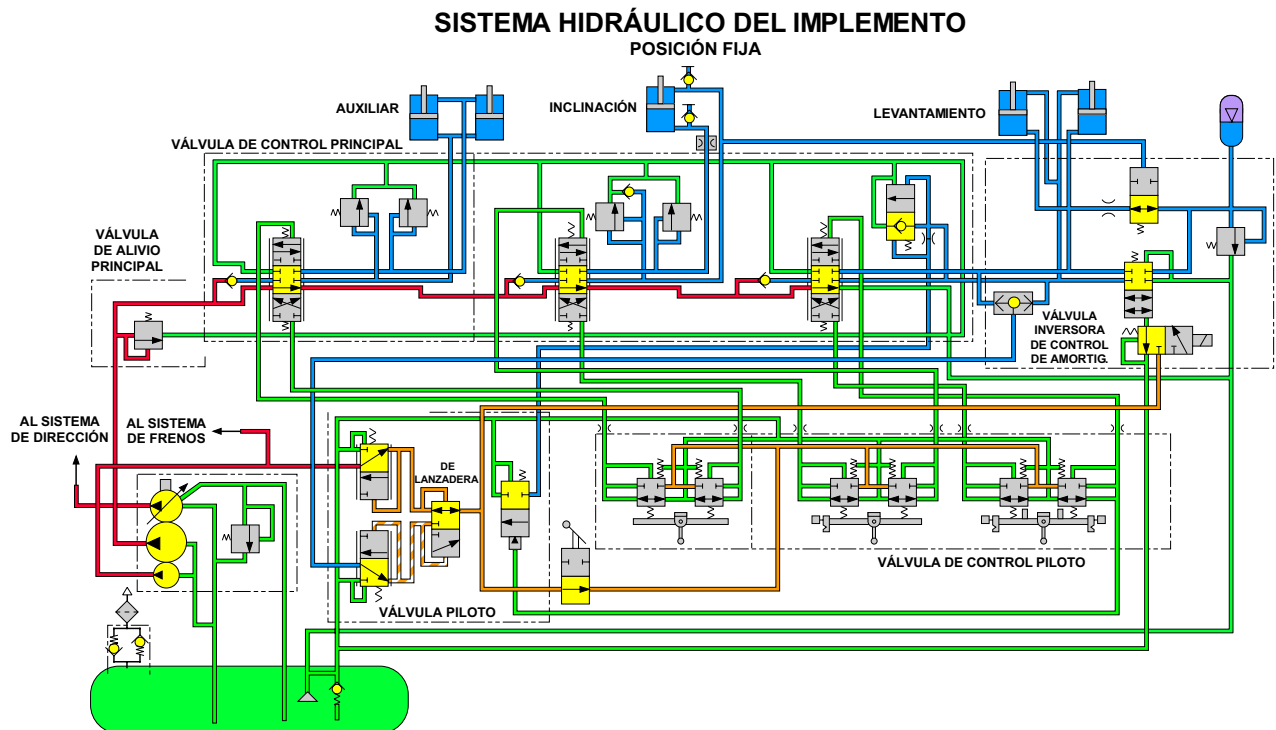 SISTEMA HIDRÁULICO DEL IMPLEMENTO
POSICIÓN FIJA
AUXILIAR
INCLINACIÓN
LEVANTAMIENTO
VÁLVULA DE CONTROL PRINCIPAL
VÁLVULA
DE ALIVIO
PRINCIPAL
VÁLVULA
INVERSORA
DE CONTROL
DE AMORTIG.
AL SISTEMA
DE DIRECCIÓN
AL SISTEMA
DE FRENOS
DE
LANZADERA
VÁLVULA PILOTO
VÁLVULA DE CONTROL PILOTO